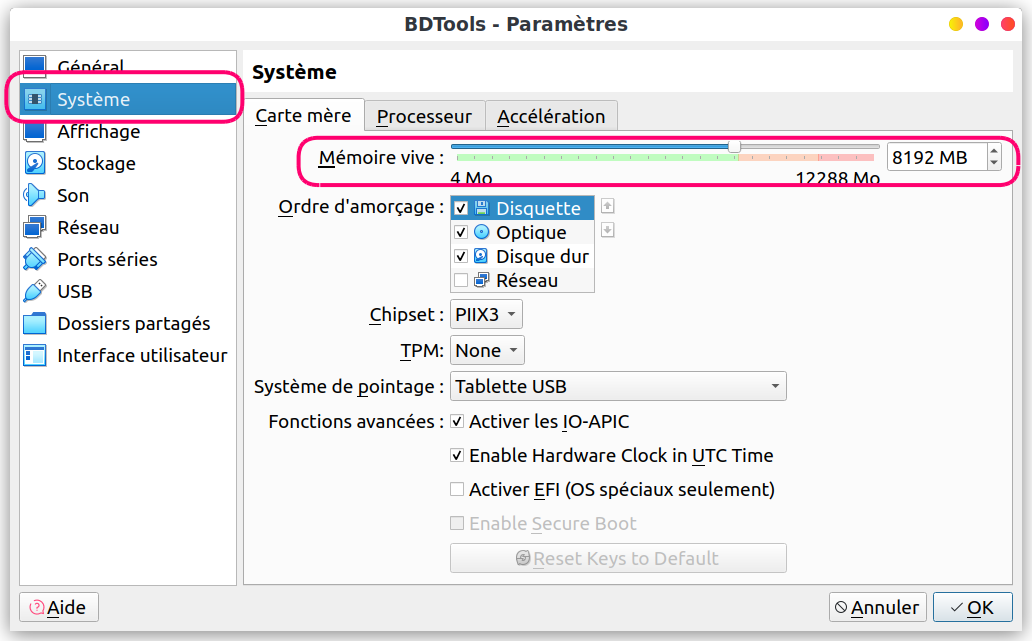 BDTools - Paramètres
Général
Système
Affichage
Stockage
Son
Réseau
Ports séries
USB
Dossiers partagés
Interface utilisateur
Système
Carte mère Processeur Accélération
Mémoire vive : 8192 MB
4 Mo 12288 Mo
Ordre d'amorçage : Disquette
Optique
Disque dur
Réseau
Chipset : PIIX3
TPM: None
Système de pointage : Tablette USB
Fonctions avancées : Activer les IO-APIC
Enable Hardware Clock in UTC Time
Activer EFI (OS spéciaux seulement)
Enable Secure Boot
Reset Keys to Default
Aide Annuler OK